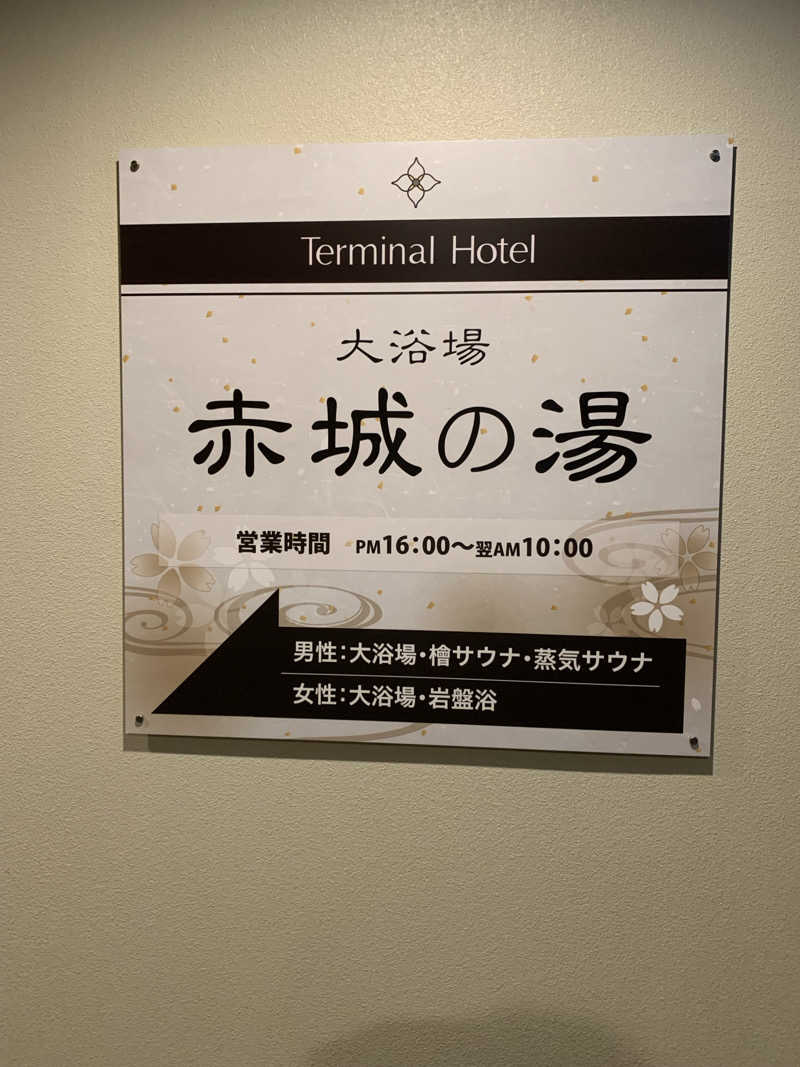 Terminal Hotel
大浴場
赤城の湯
営業時間 PM16:00〜翌AM10:00
男性:大浴場・檜サウナ・蒸気サウナ
女性:大浴場・岩盤浴